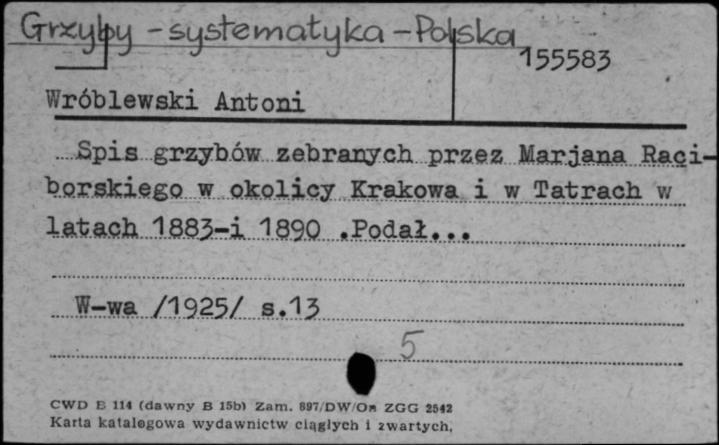 Grzyby - systematyka - Polska
155583
Wróblewski Antoni
Spis grzybów zebranych przez Marjana Raci-
borskiego w okolicy Krakowa i w Tatrach w
latach 1883-i 1890 .Podał...
W-wa /1925/ s.13
5
CWD E 114 (dawny B 15b) Zam. 897/DW/On ZGG 2542
Karta katalogowa wydawnictw ciągłych i zwartych,